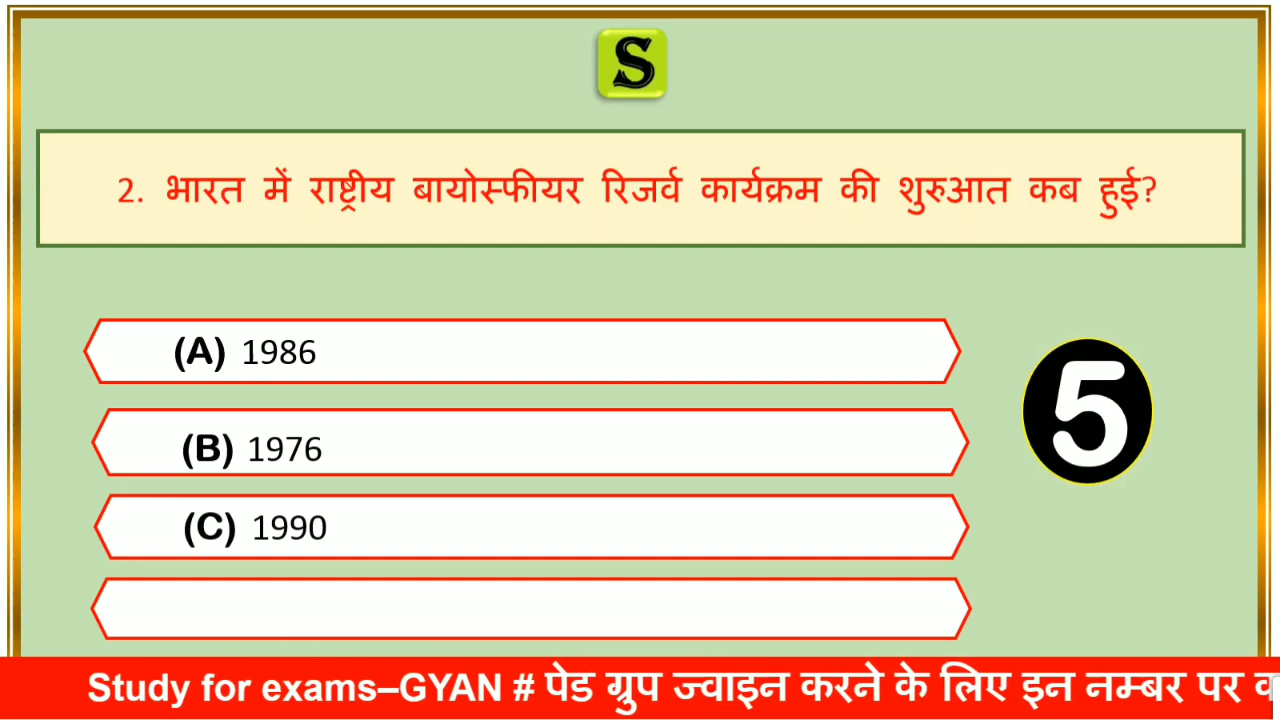 S
2. भारत में राष्ट्रीय बायोस्फीयर रिजर्व कार्यक्रम की शुरुआत कब हुई?
(A) 1986
5
(B) 1976
(C) 1990
Study for exams–GYAN # पेड ग्रुप ज्वाइन करने के लिए इन नम्बर पर